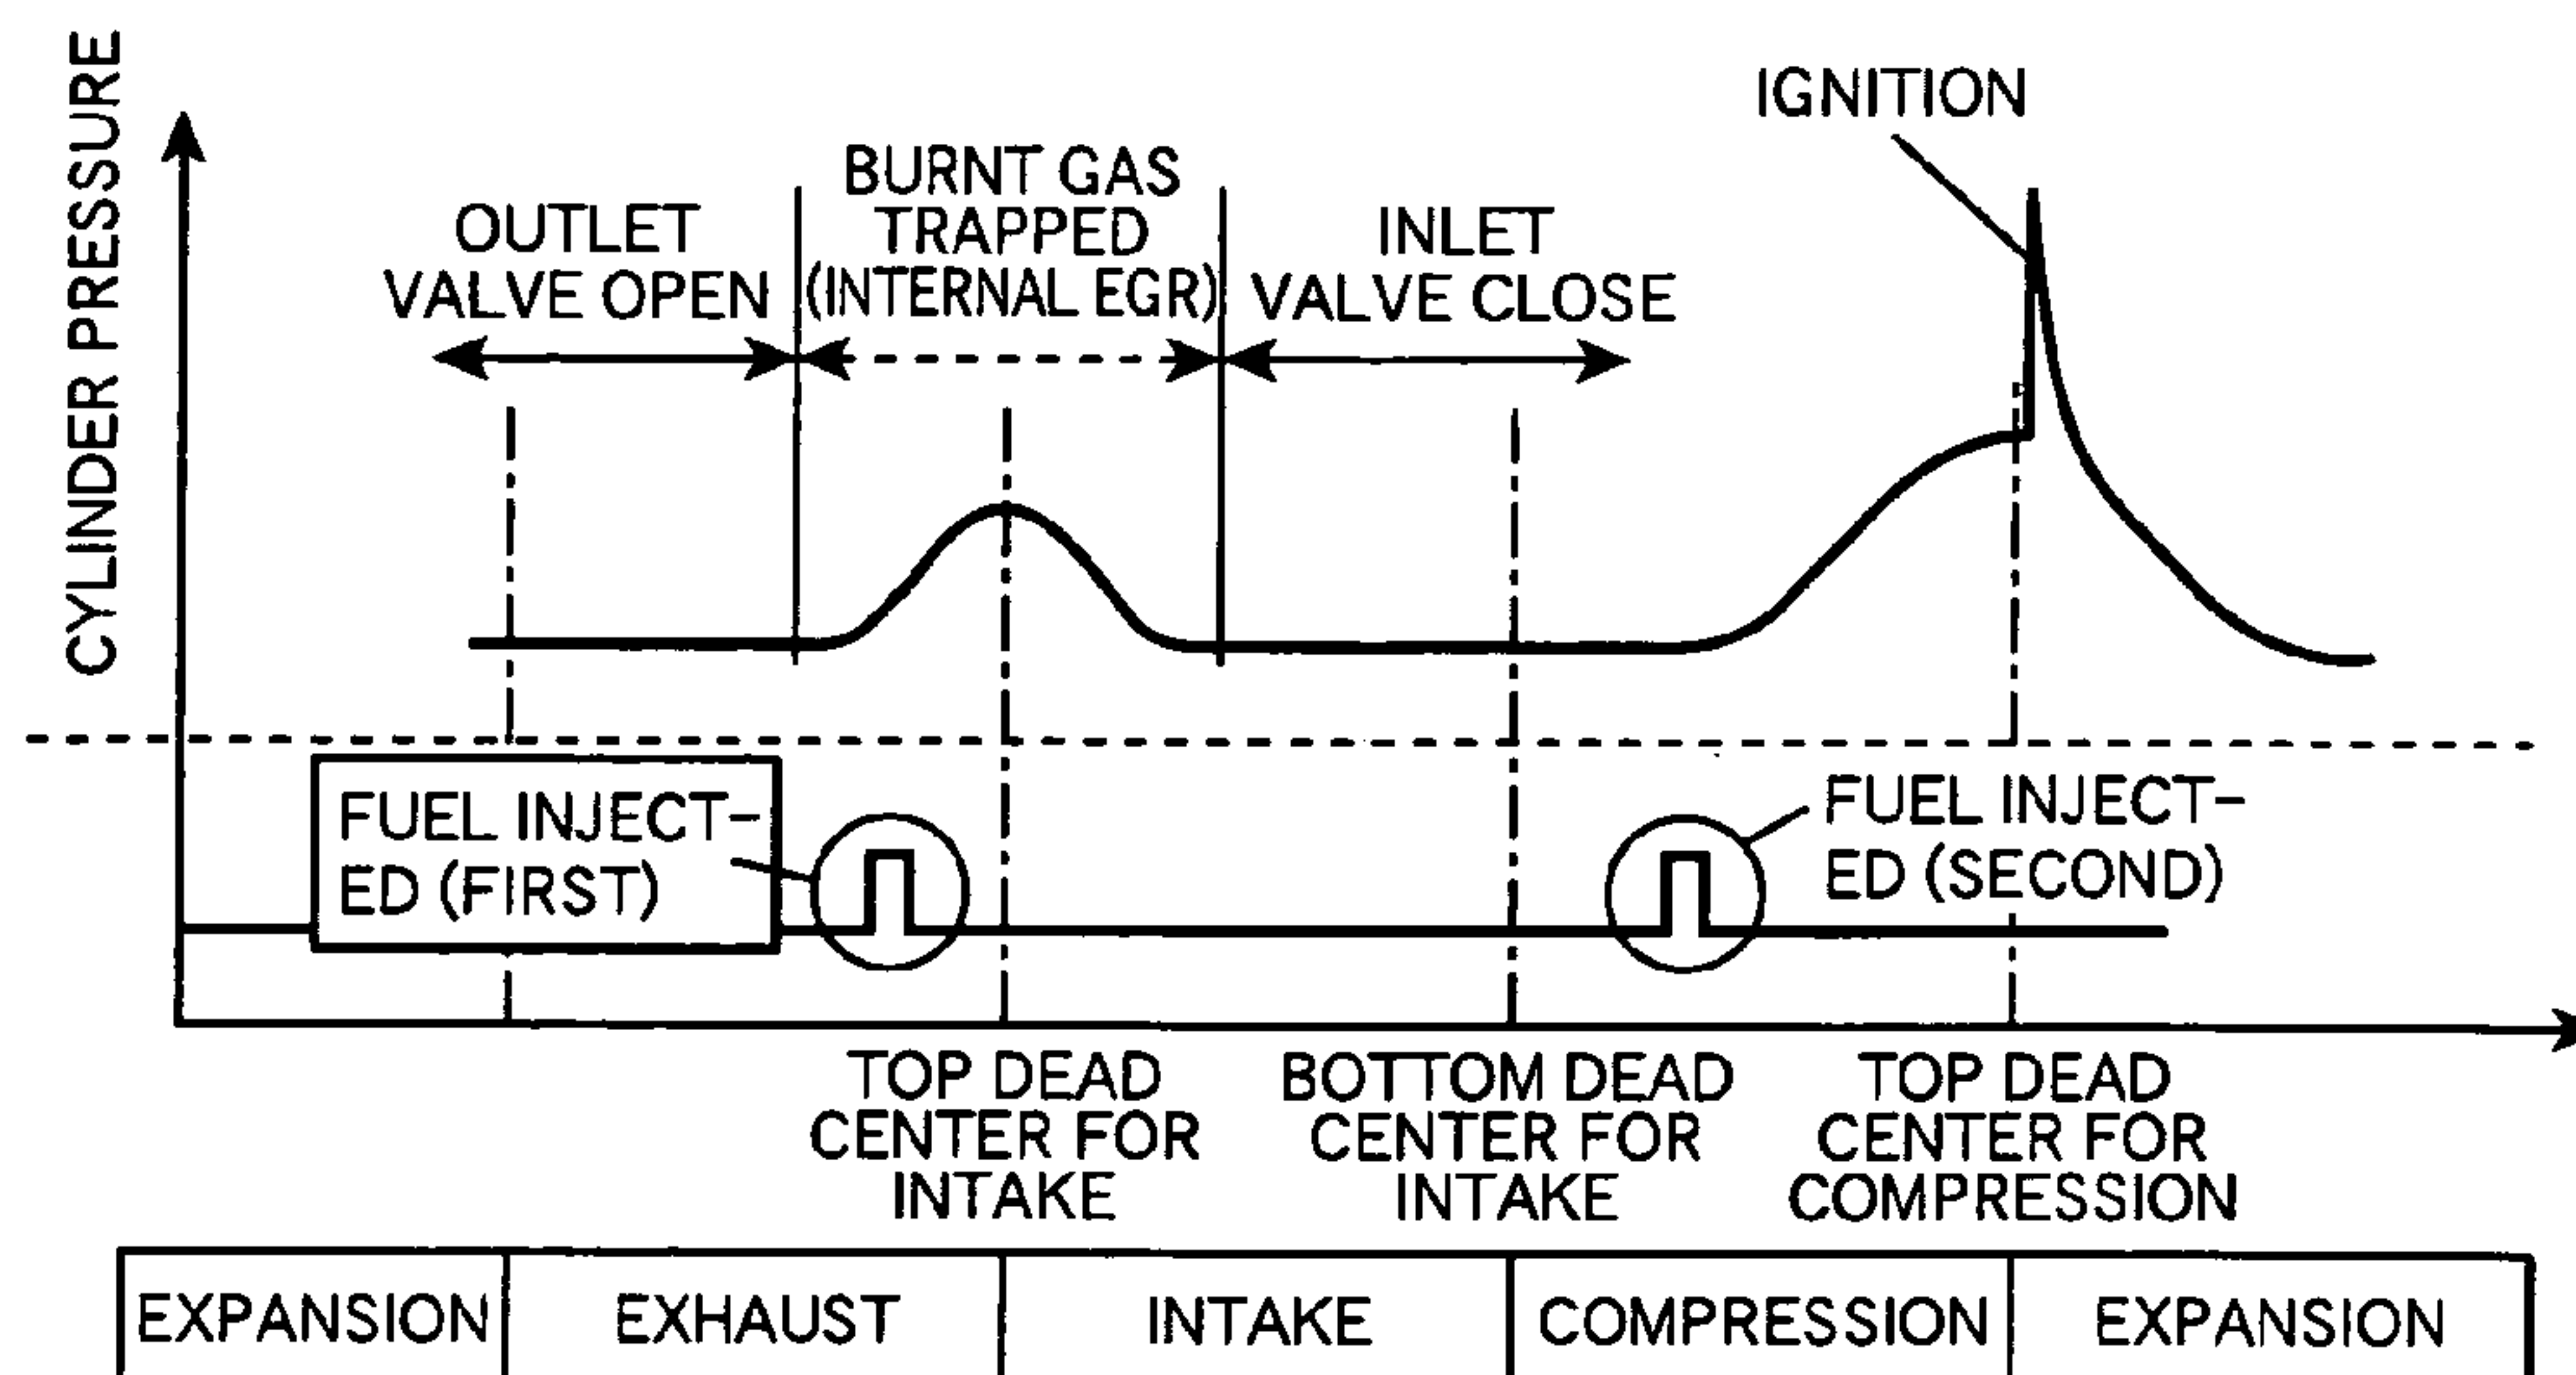 CYLINDER PRESSURE
IGNITION
OUTLET
VALVE OPEN
BURNT GAS
TRAPPED
(INTERNAL EGR)
INLET
VALVE CLOSE
FUEL INJECT-
ED (FIRST)
FUEL INJECT-
ED (SECOND)
TOP DEAD
CENTER FOR
INTAKE
BOTTOM DEAD
CENTER FOR
INTAKE
TOP DEAD
CENTER FOR
COMPRESSION
EXPANSION
EXHAUST
INTAKE
COMPRESSION
EXPANSION